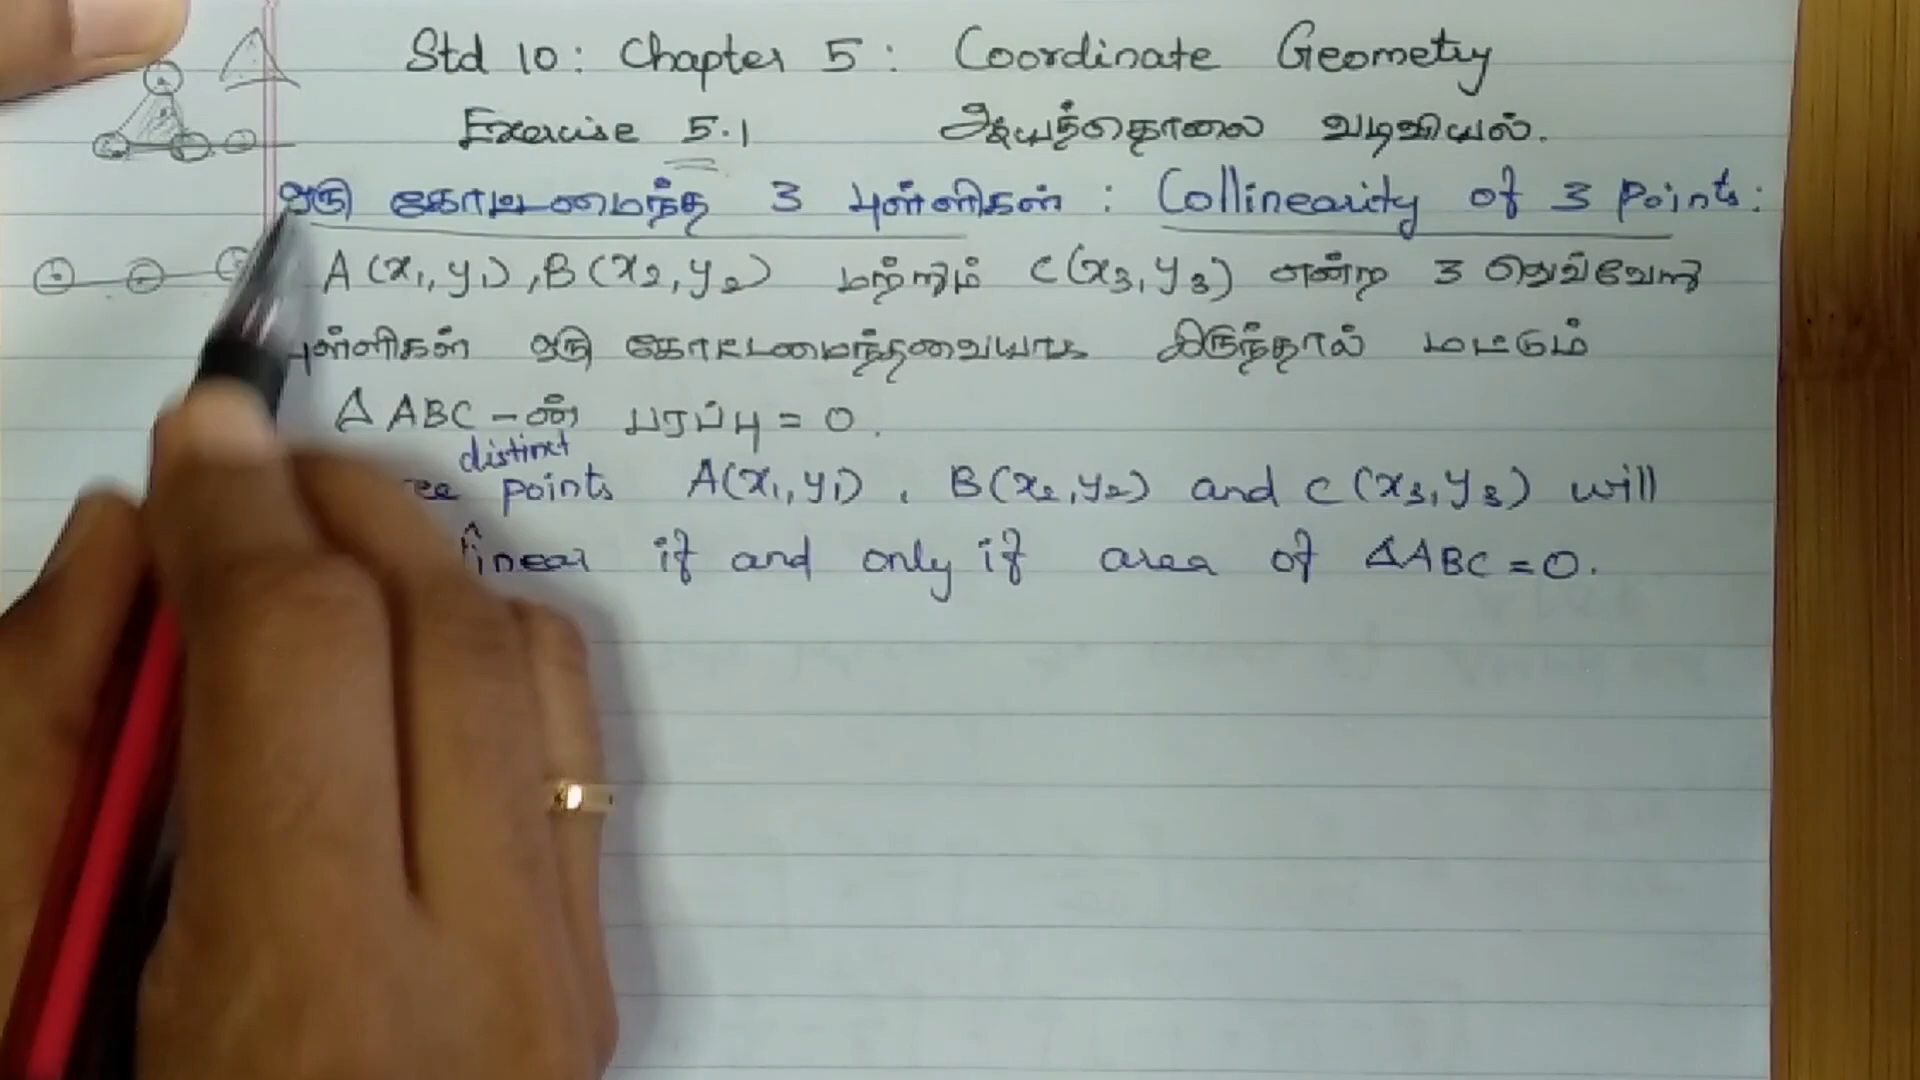 Std 10: Chapter 5: Coordinate Geometry
Exercise 5.1 ஆயத்தொலை வடிவியல்.
ஒரு கோடமைந்த 3 புள்ளிகள் : Collinearity of 3 points:
A(x₁,y₁), B(x₂,y₂) மற்றும் C(x₃,y₃) என்ற 3 வெவ்வேறு
புள்ளிகள் ஒரு கோடமைந்தவையாக இருந்தால் மட்டும்
Δ ABC-ன் பரப்பு = 0.
distinct
points A(x₁,y₁), B(x₂,y₂) and C(x₃,y₃) will
linear if and only if area of ΔABC = 0.